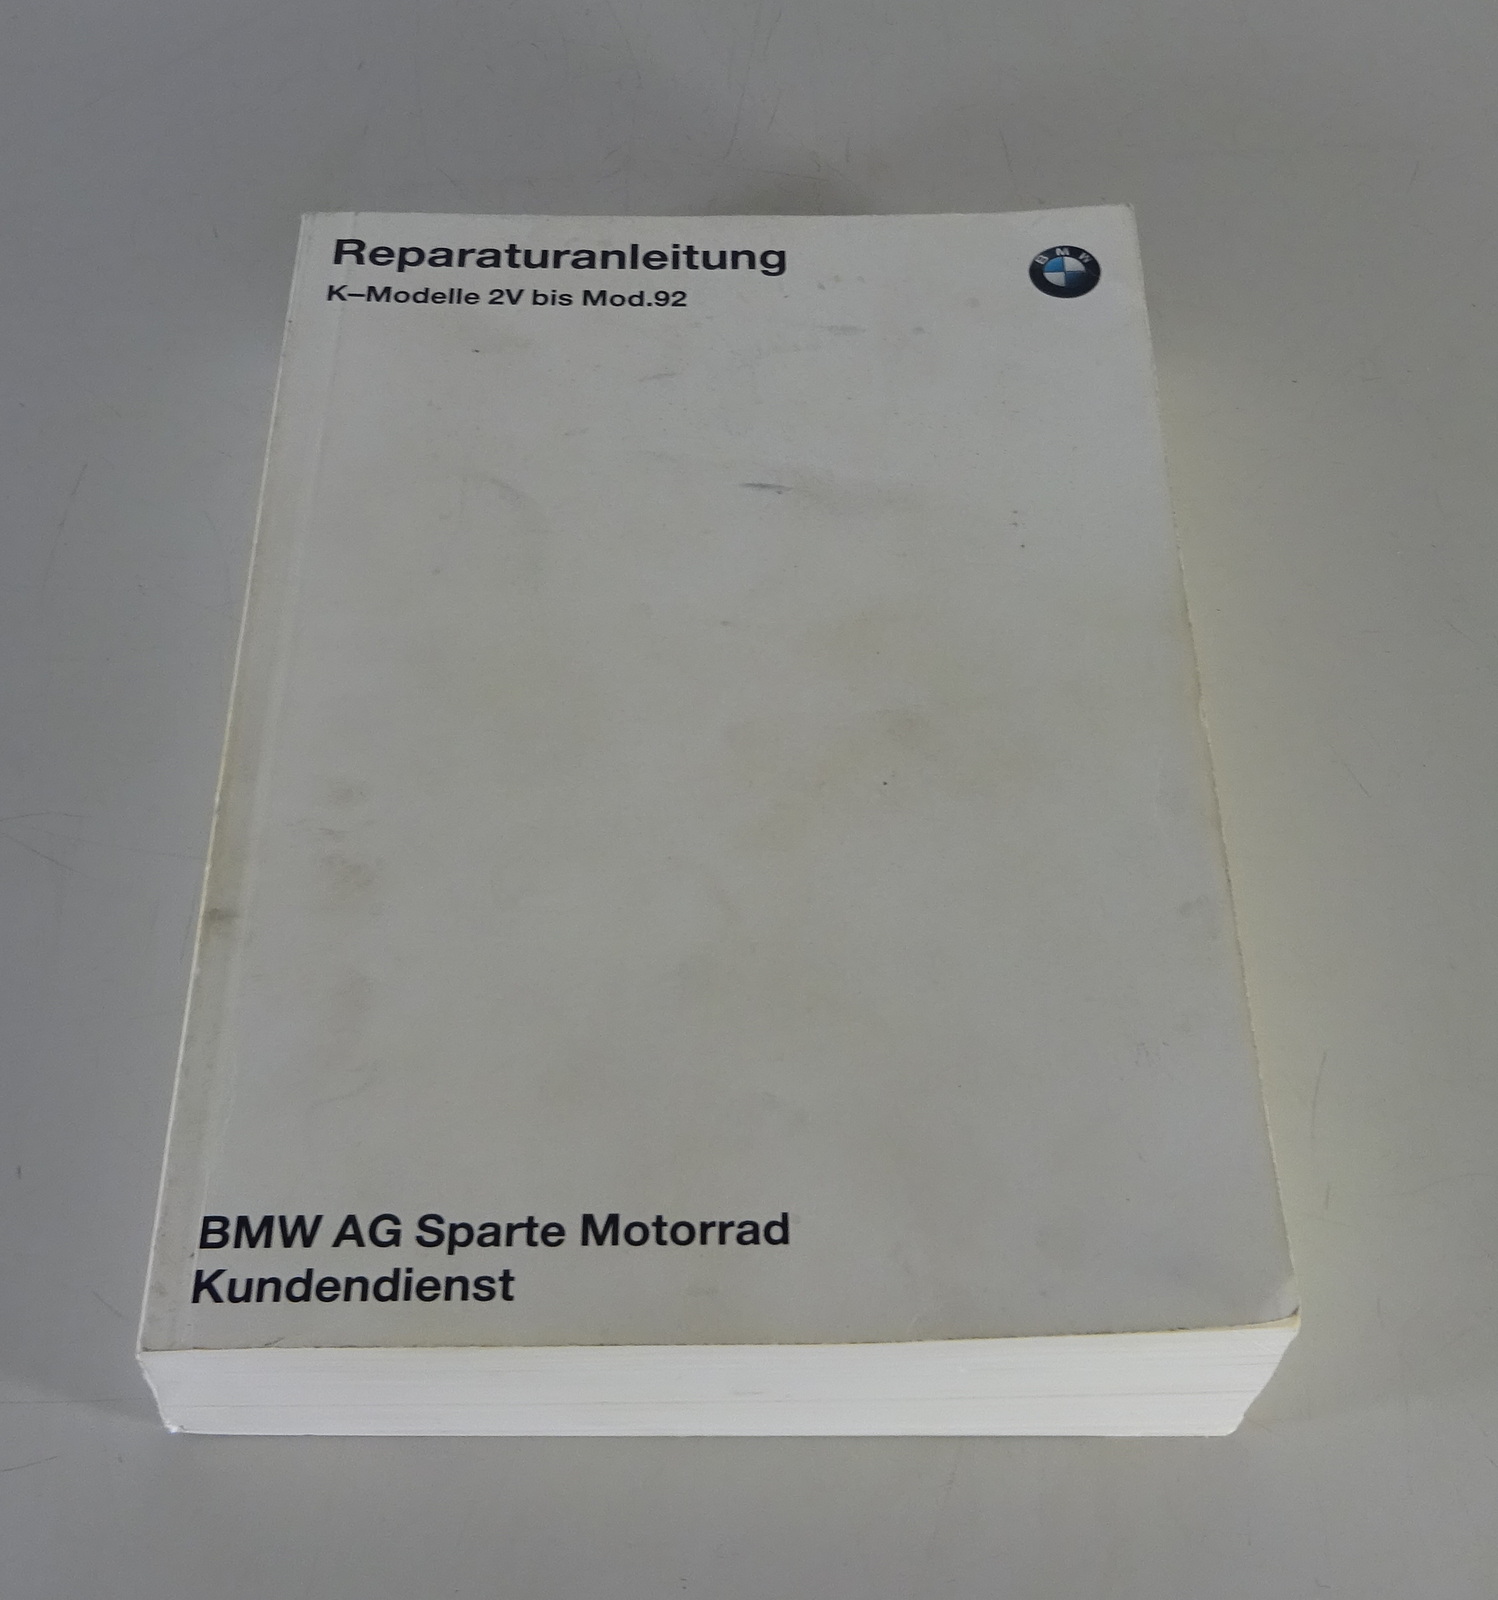 Reparaturanleitung
K–Modelle 2V bis Mod.92
BMW
BMW AG Sparte Motorrad
Kundendienst